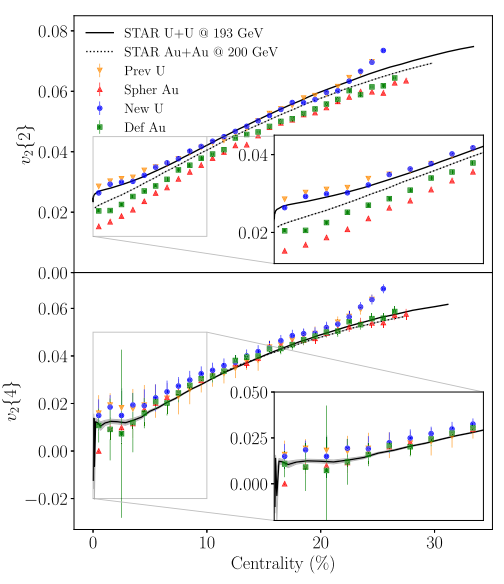 0.08
STAR U+U @ 193 GeV
STAR Au+Au @ 200 GeV
Prev U
Spher Au
New U
Def Au
0.06
v₂{2}
0.04
0.02
0.00
0.04
0.02
0.06
v₂{4}
0.04
0.02
0.00
−0.02
0.050
0.025
0.000
0
10
20
30
Centrality (%)